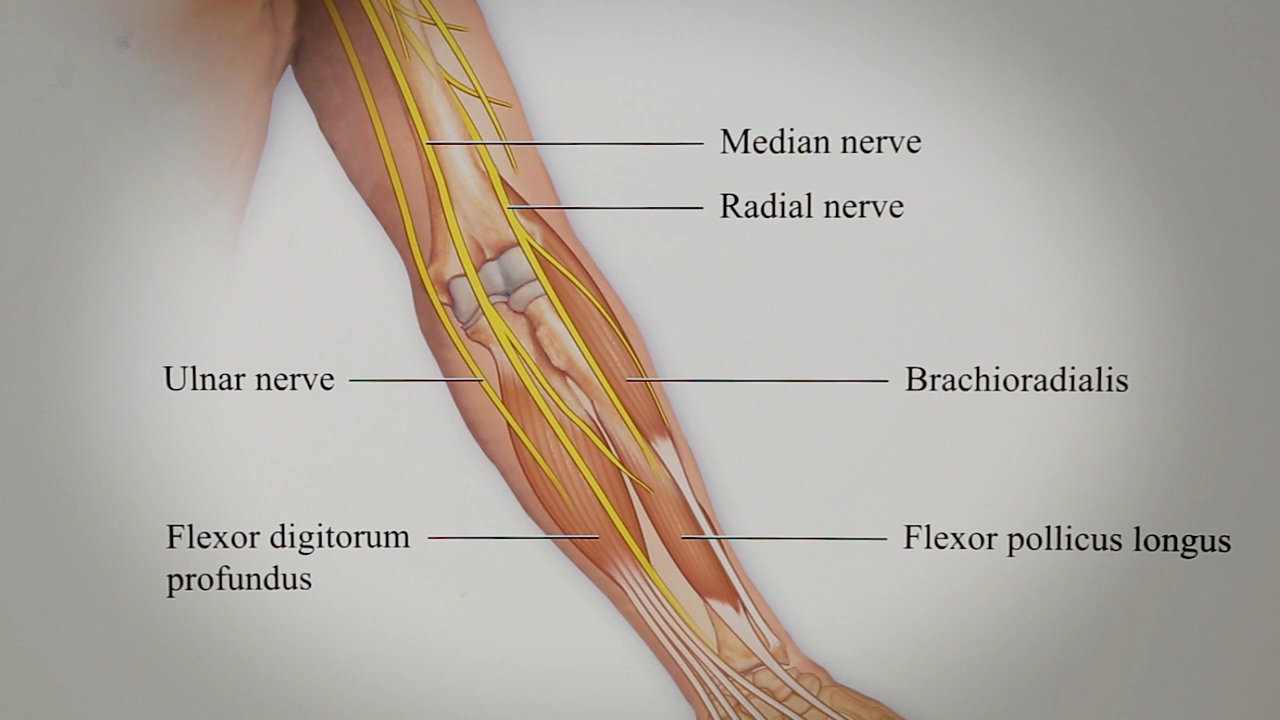 Median nerve
Radial nerve
Ulnar nerve
Brachioradialis
Flexor digitorum
profundus
Flexor pollicus longus